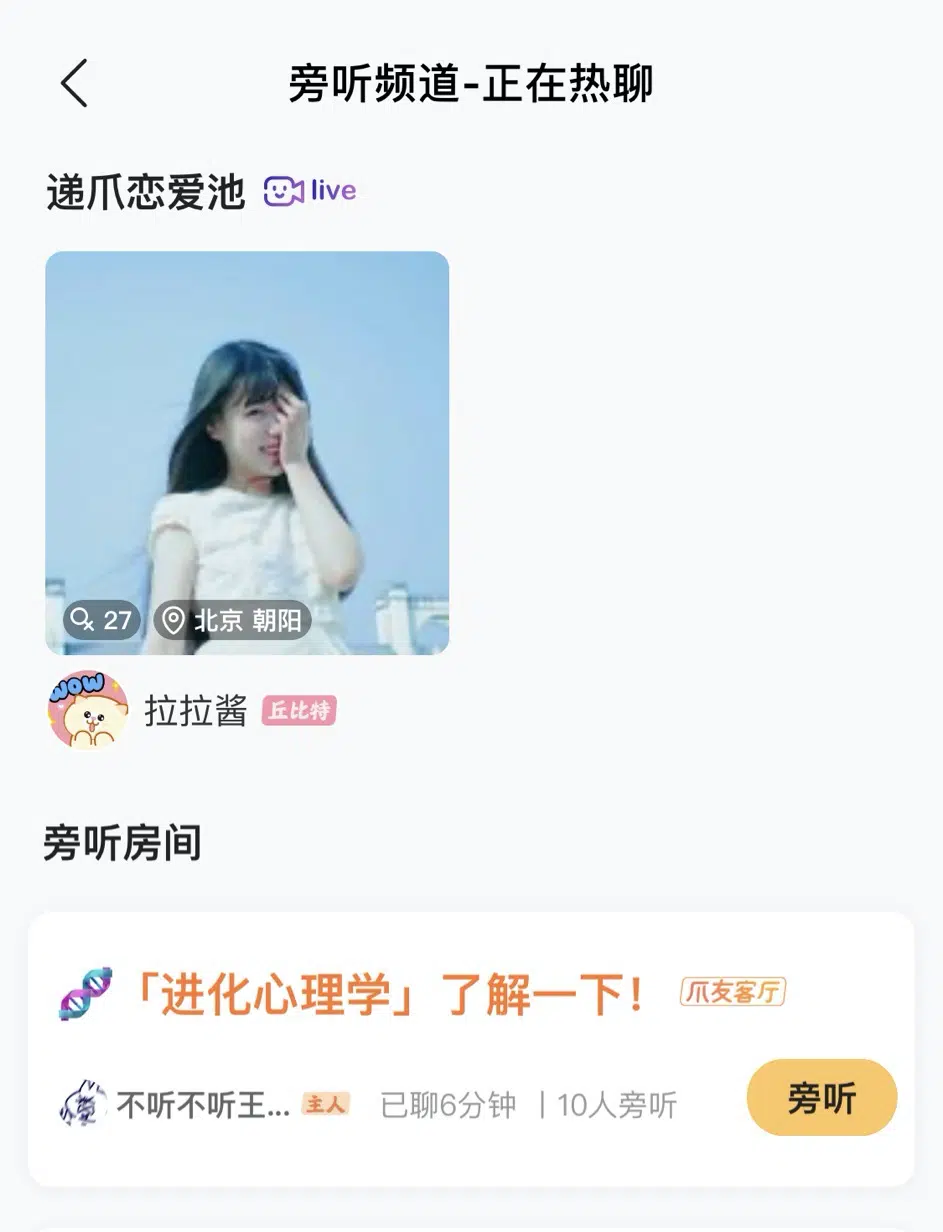 旁听频道-正在热聊
递爪恋爱池 live
27 北京 朝阳
WOW
拉拉酱 丘比特
旁听房间
「进化心理学」了解一下! 爪友客厅
不听不听王... 主人 已聊6分钟 | 10人旁听 旁听